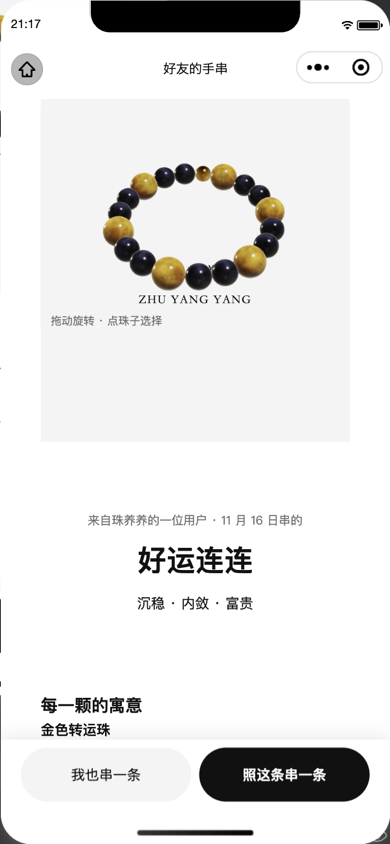 21:17
好友的手串
ZHU YANG YANG
拖动旋转 · 点珠子选择
来自珠养养的一位用户 · 11 月 16 日串的
好运连连
沉稳 · 内敛 · 富贵
每一颗的寓意
金色转运珠
我也串一条
照这条串一条